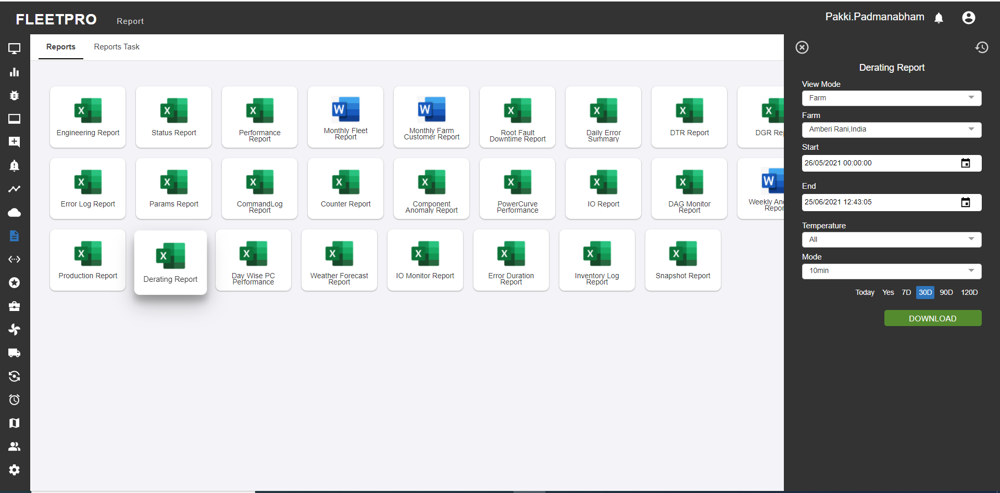 FLEETPRO
Report
Pakki.Padmanabham
Reports
Reports Task
Engineering Report
Status Report
Performance
Report
Monthly Fleet
Report
Monthly Farm
Customer Report
Root Fault
Downtime Report
Daily Error
Summary
DTR Report
DGR Rep
Error Log Report
Params Report
CommandLog
Report
Counter Report
Component
Anomaly Report
PowerCurve
Performance
IO Report
DAG Monitor
Report
Weekly Ano
Repor
Production Report
Derating Report
Day Wise PC
Performance
Weather Forecast
Report
IO Monitor Report
Error Duration
Report
Inventory Log
Report
Snapshot Report
Derating Report
View Mode
Farm
Farm
Amberi Rani,India
Start
26/05/2021 00:00:00
End
25/06/2021 12:43:05
Temperature
All
Mode
10min
Today Yes 7D 30D 90D 120D
DOWNLOAD